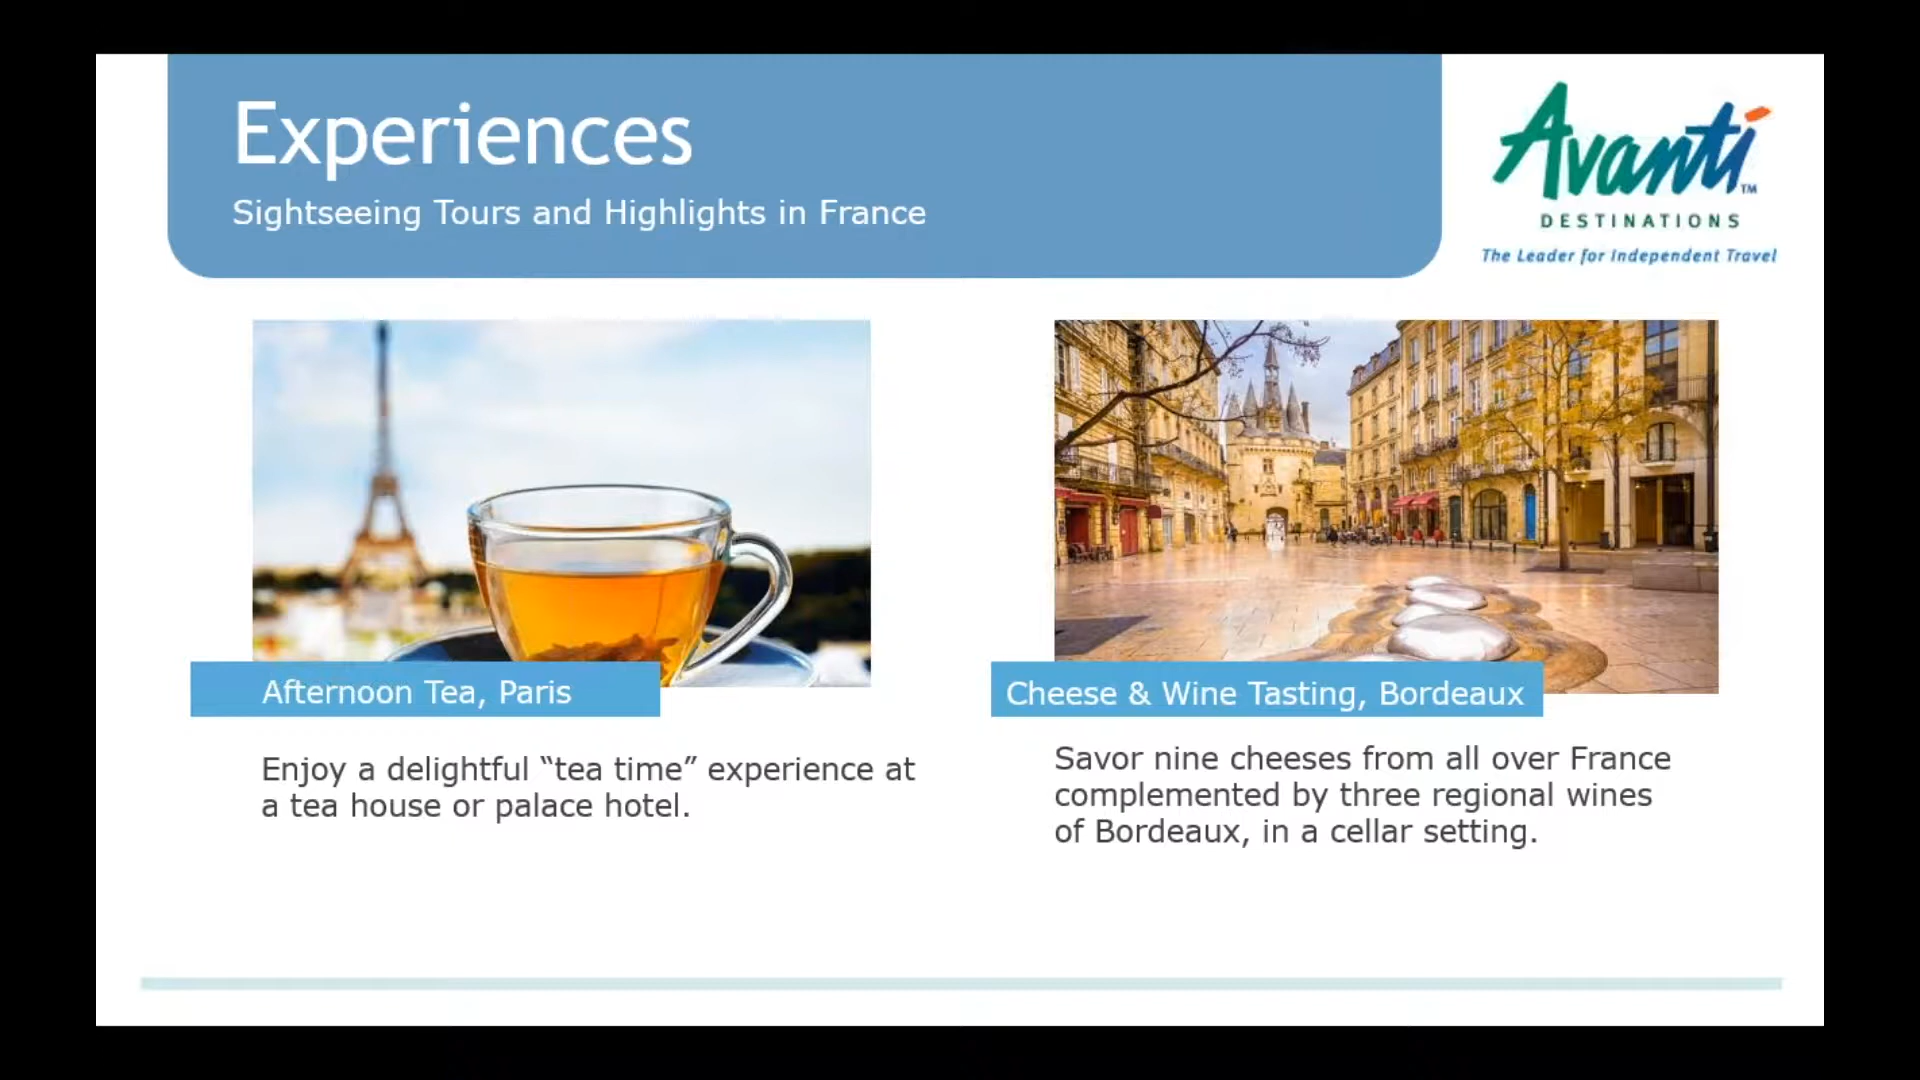 Experiences
Sightseeing Tours and Highlights in France
Avanti™
DESTINATIONS
The Leader for Independent Travel
Afternoon Tea, Paris
Enjoy a delightful “tea time” experience at
a tea house or palace hotel.
Cheese & Wine Tasting, Bordeaux
Savor nine cheeses from all over France
complemented by three regional wines
of Bordeaux, in a cellar setting.